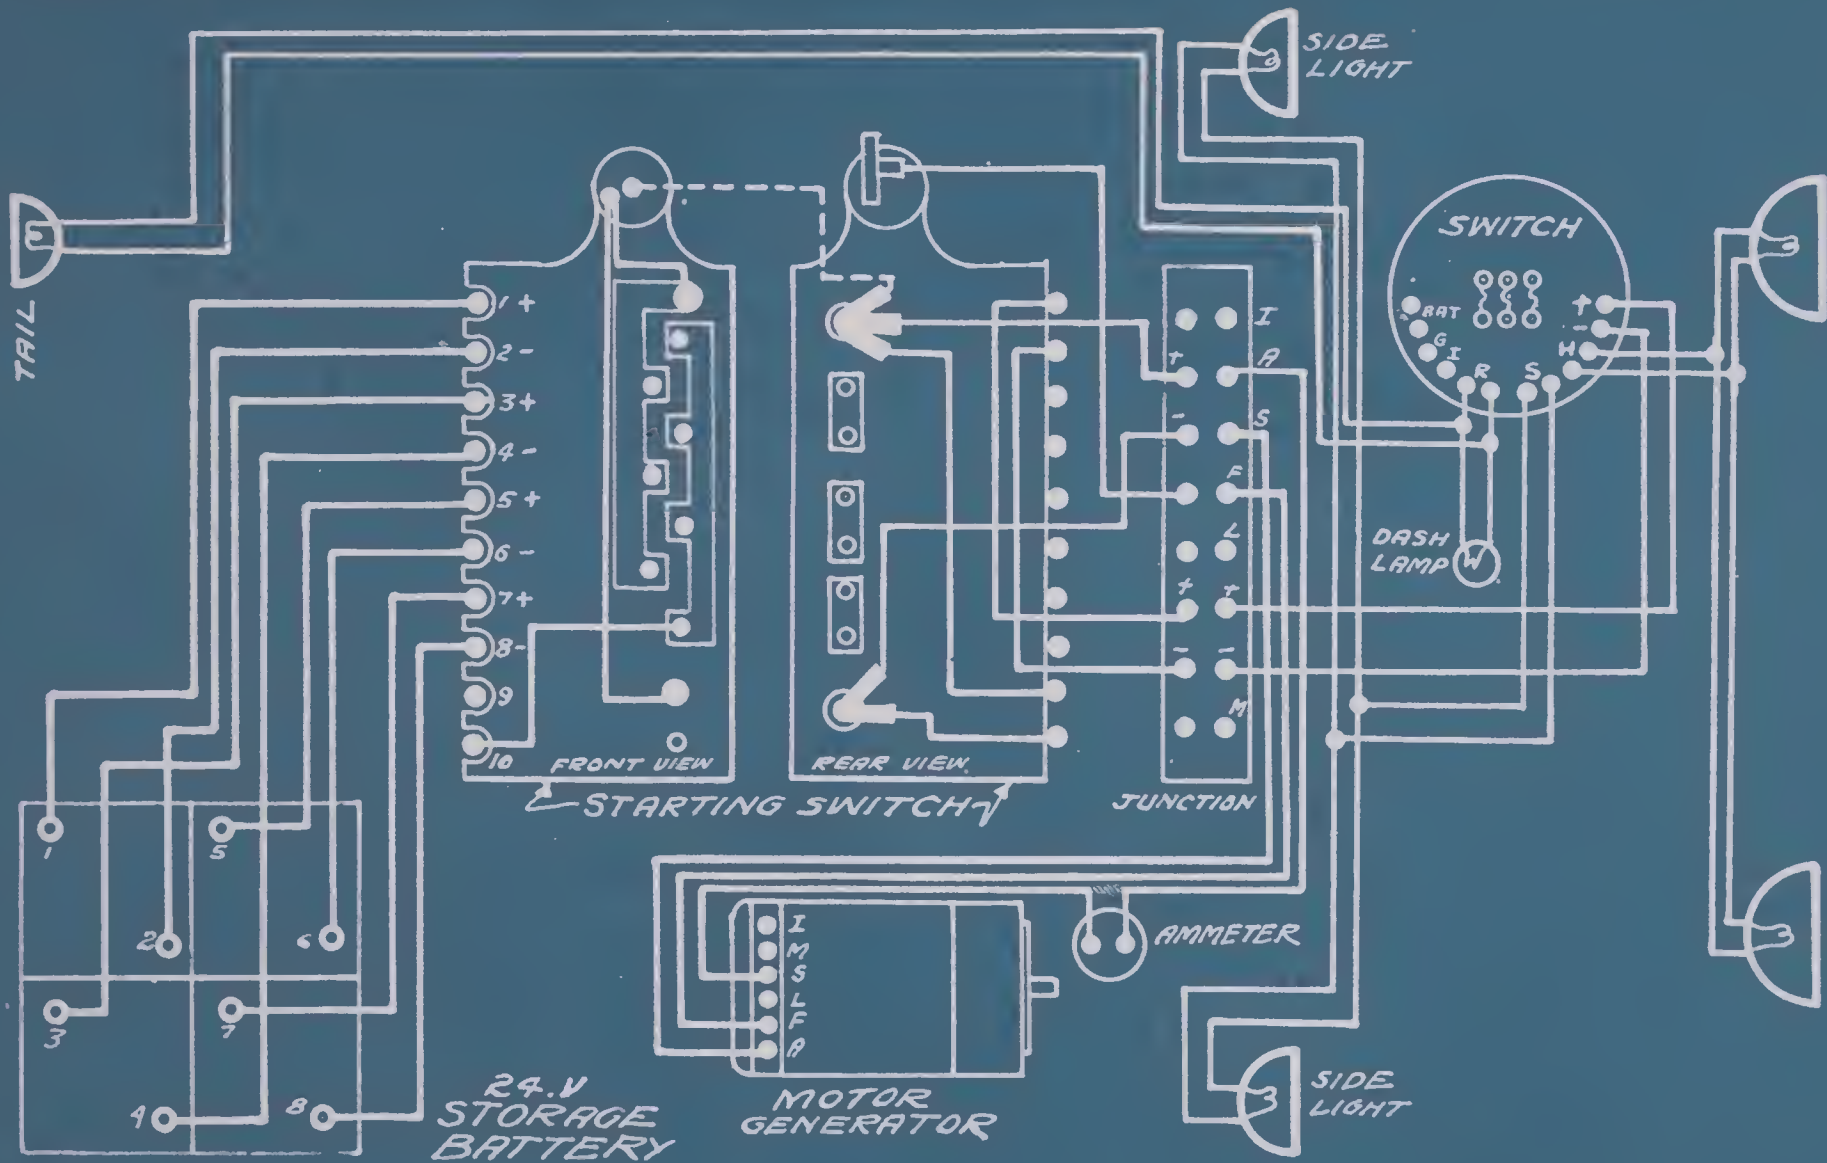 SIDE
LIGHT
TAIL
SWITCH
BAT
G
I
R
S
H
-
+
1+
2-
3+
4-
5+
6-
7+
8-
9
10
FRONT VIEW
REAR VIEW.
STARTING SWITCH
I
A
+
-
S
F
L
+
+
-
-
M
JUNCTION
DASH
LAMP
1
5
2
6
3
7
4
8
24.V
STORAGE
BATTERY
I
M
S
L
F
A
MOTOR
GENERATOR
AMMETER
SIDE
LIGHT